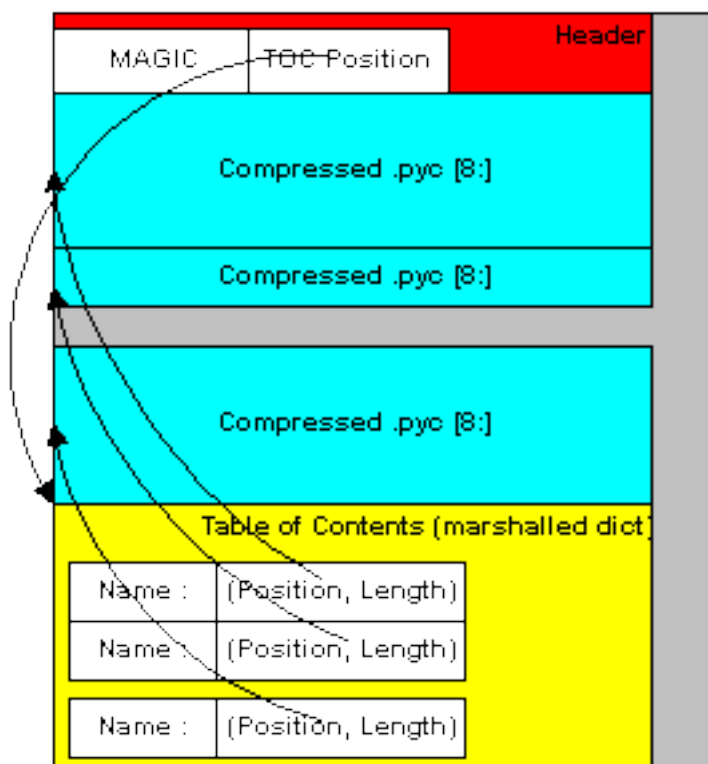 Header
MAGIC TOC Position
Compressed .pyc [8:]
Compressed .pyc [8:]
Compressed .pyc [8:]
Table of Contents (marshalled dict)
Name : (Position, Length)
Name : (Position, Length)
Name : (Position, Length)